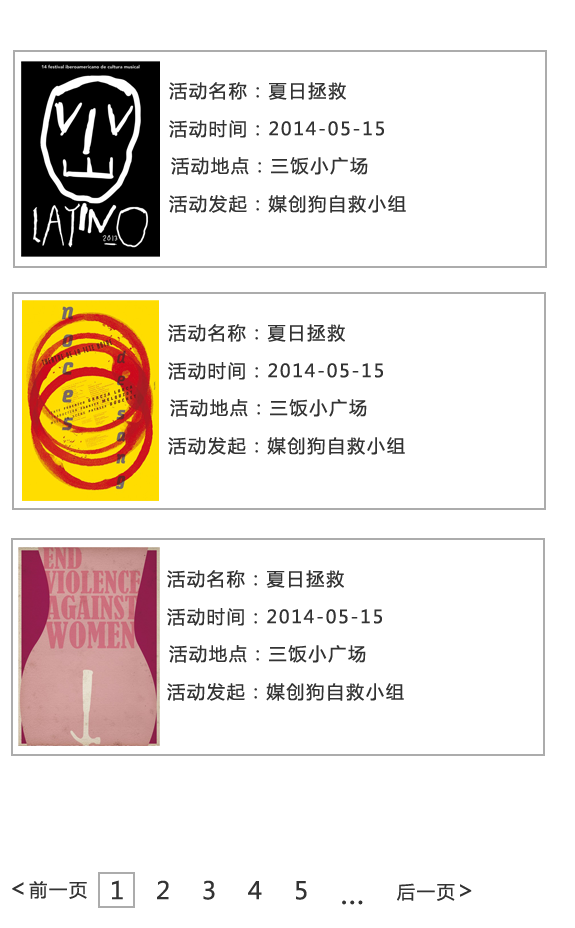 14 festival iberoamericano de cultura musical
VIVA
LATINO
2013
活动名称：夏日拯救
活动时间：2014-05-15
活动地点：三饭小广场
活动发起：媒创狗自救小组
noces
de sang
活动名称：夏日拯救
活动时间：2014-05-15
活动地点：三饭小广场
活动发起：媒创狗自救小组
END
VIOLENCE
AGAINST
WOMEN
活动名称：夏日拯救
活动时间：2014-05-15
活动地点：三饭小广场
活动发起：媒创狗自救小组
<前一页 1 2 3 4 5 ... 后一页>